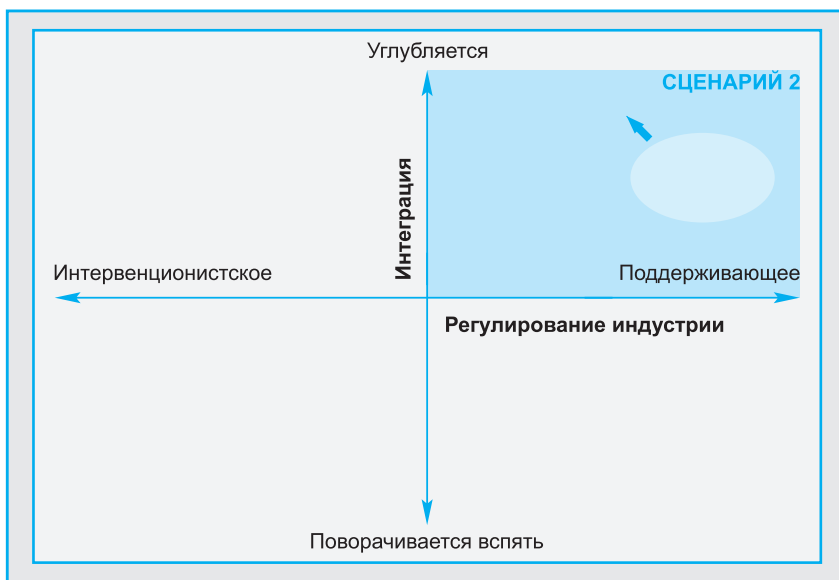 Углубляется
СЦЕНАРИЙ 2
Интеграция
Интервенционистское
Поддерживающее
Регулирование индустрии
Поворачивается вспять